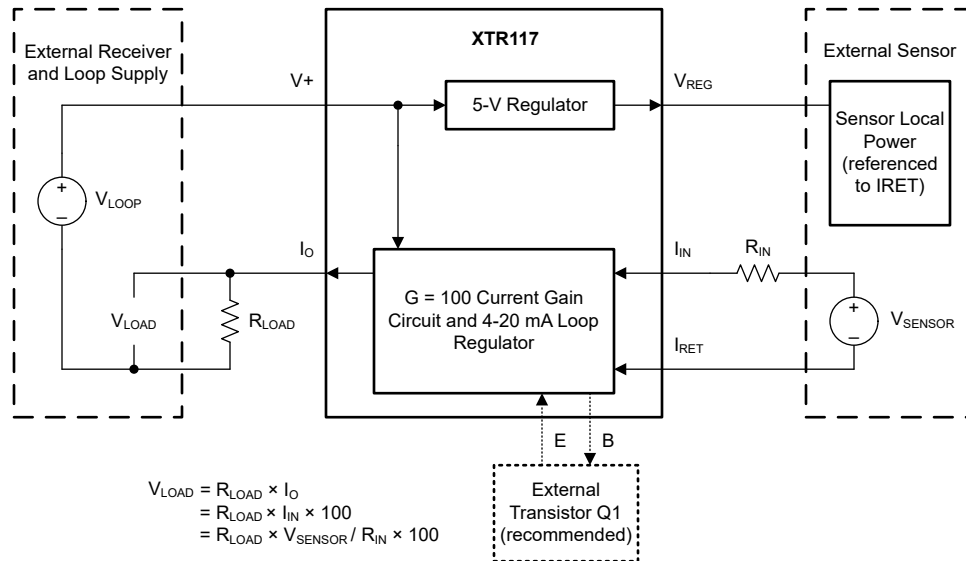 XTR117
External Receiver
and Loop Supply
External Sensor
V+
5-V Regulator
VREG
Sensor Local
Power
(referenced
to IRET)
+
VLOOP
−
IO
IIN
RIN
VLOAD
RLOAD
G = 100 Current Gain
Circuit and 4-20 mA Loop
Regulator
+
VSENSOR
−
IRET
E
B
VLOAD = RLOAD × IO
= RLOAD × IIN × 100
= RLOAD × VSENSOR / RIN × 100
External
Transistor Q1
(recommended)